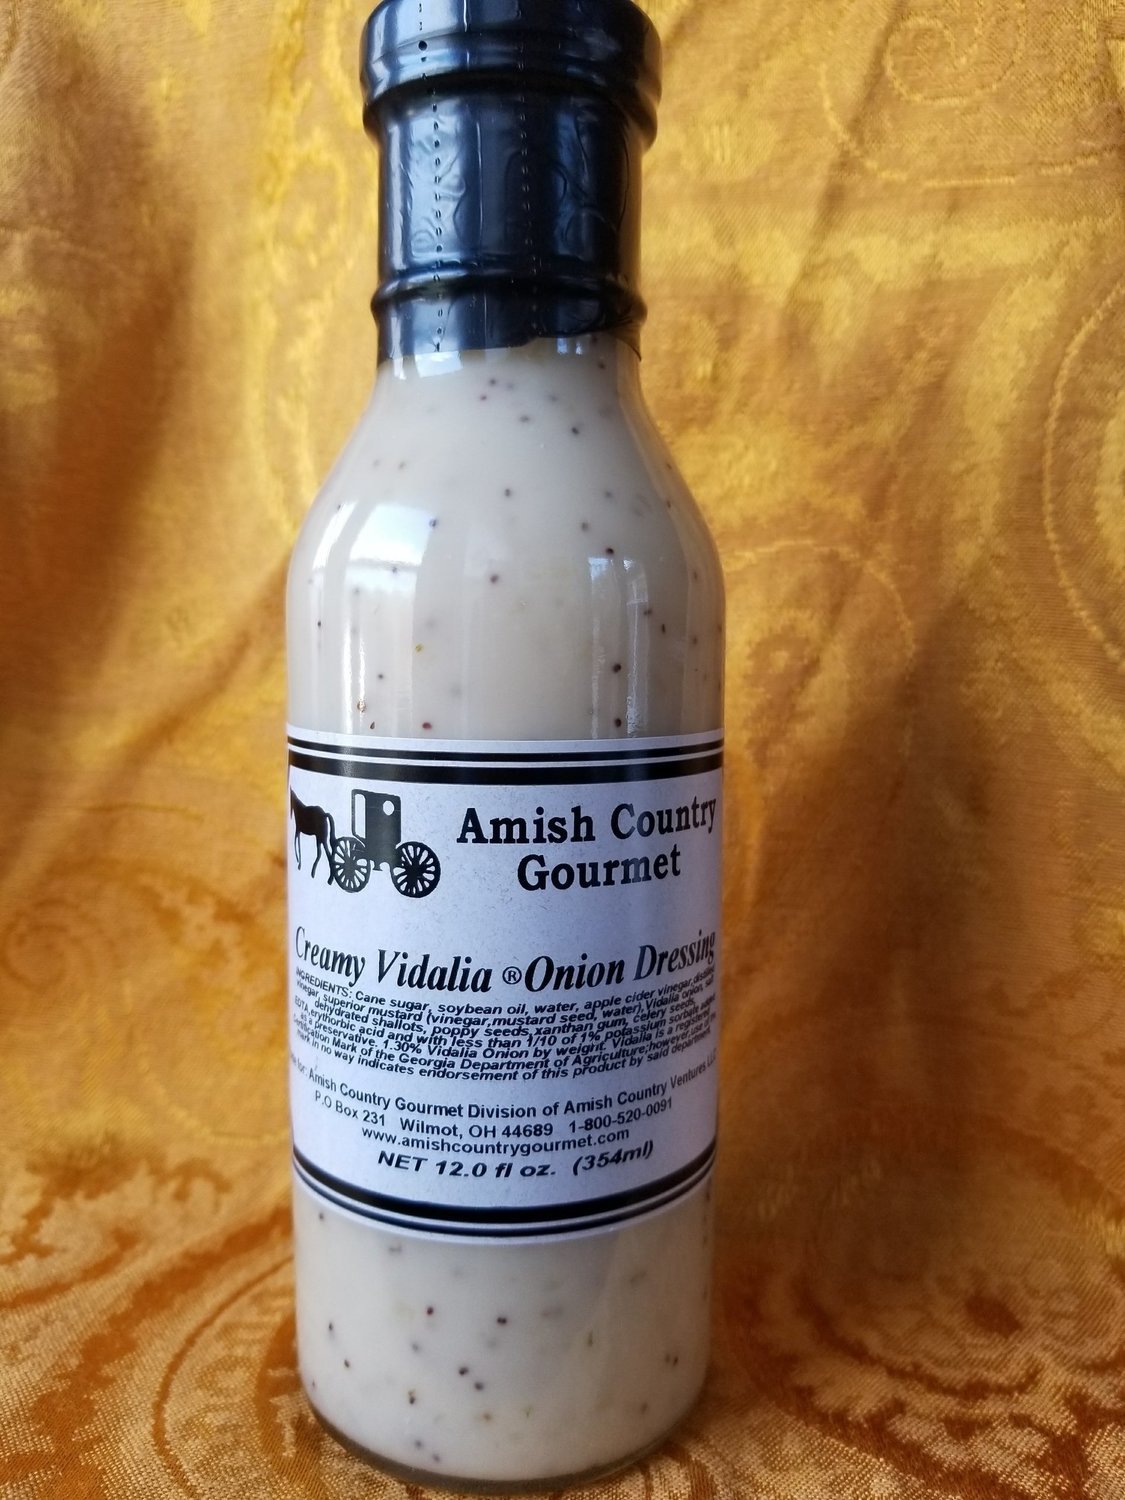 Amish Country
Gourmet
Creamy Vidalia ® Onion Dressing
INGREDIENTS: Cane sugar, soybean oil, water, apple cider vinegar, distilled
vinegar, superior mustard (vinegar, mustard seed, water), Vidalia onion, salt,
dehydrated shallots, poppy seeds, xanthan gum, celery seeds,
EDTA, erythorbic acid and with less than 1/10 of 1% potassium sorbate added
as a preservative. 1.30% Vidalia Onion by weight. Vidalia is a registered
Certification Mark of the Georgia Department of Agriculture; however, use of the
mark in no way indicates endorsement of this product by said department.
for: Amish Country Gourmet Division of Amish Country Ventures LLC
P.O Box 231 Wilmot, OH 44689 1-800-520-0091
www.amishcountrygourmet.com
NET 12.0 fl oz. (354ml)